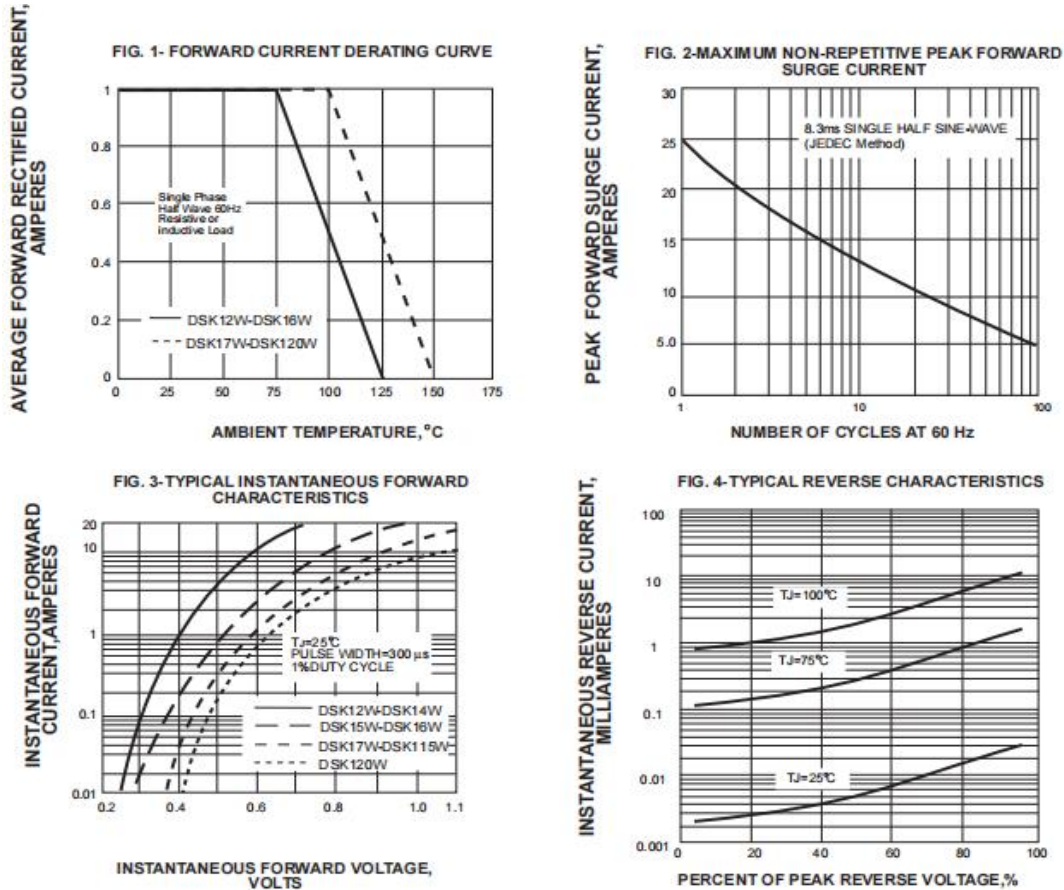 FIG. 1- FORWARD CURRENT DERATING CURVE
AVERAGE FORWARD RECTIFIED CURRENT,
AMPERES
1
0.8
0.6
0.4
0.2
0
Single Phase
Half Wave 60Hz
Resistive or
inductive Load
DSK12W-DSK16W
DSK17W-DSK120W
0 25 50 75 100 125 150 175
AMBIENT TEMPERATURE,°C
FIG. 2-MAXIMUM NON-REPETITIVE PEAK FORWARD
SURGE CURRENT
PEAK FORWARD SURGE CURRENT,
AMPERES
30
25
20
15
10
5.0
0
8.3ms SINGLE HALF SINE-WAVE
(JEDEC Method)
1 10 100
NUMBER OF CYCLES AT 60 Hz
FIG. 3-TYPICAL INSTANTANEOUS FORWARD
CHARACTERISTICS
INSTANTANEOUS FORWARD
CURRENT,AMPERES
20
10
1
0.1
0.01
TJ=25°C
PULSE WIDTH=300 μs
1%DUTY CYCLE
DSK12W-DSK14W
DSK15W-DSK16W
DSK17W-DSK115W
DSK120W
0.2 0.4 0.6 0.8 1.0 1.1
INSTANTANEOUS FORWARD VOLTAGE,
VOLTS
FIG. 4-TYPICAL REVERSE CHARACTERISTICS
INSTANTANEOUS REVERSE CURRENT,
MILLIAMPERES
100
10
1
0.1
0.01
0.001
TJ=100°C
TJ=75°C
TJ=25°C
0 20 40 60 80 100
PERCENT OF PEAK REVERSE VOLTAGE,%